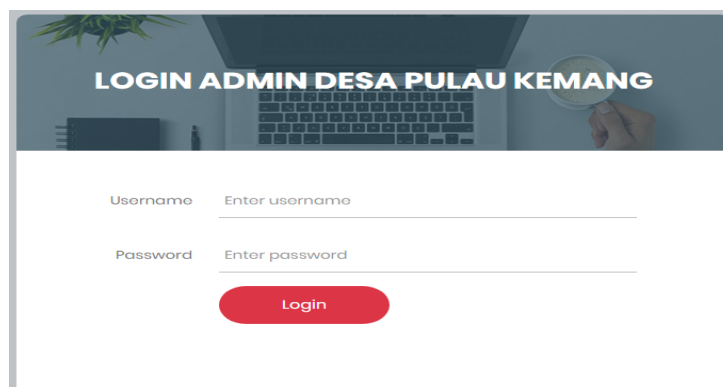 LOGIN ADMIN DESA PULAU KEMANG
Username Enter username
Password Enter password
Login